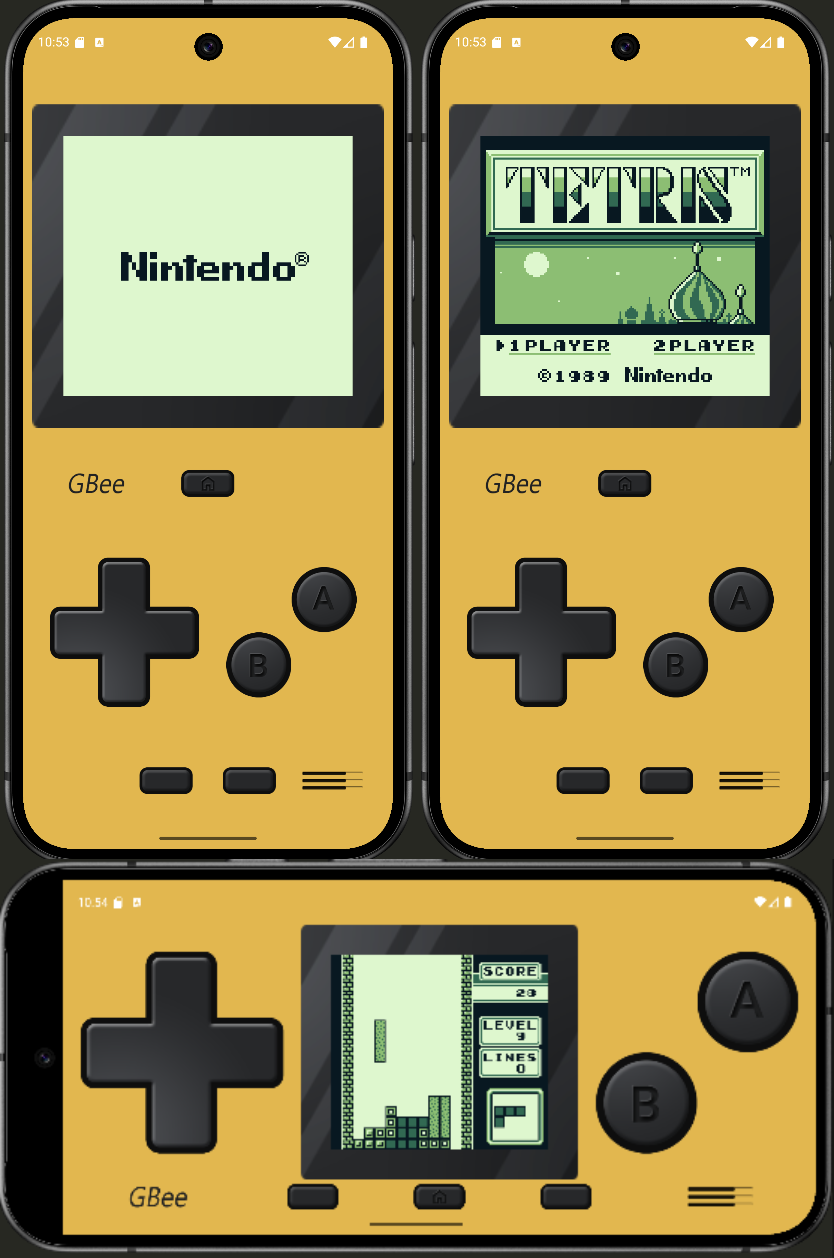 10:53
Nintendo®
GBee
A
B
10:53
TETRIS™
1PLAYER 2PLAYER
©1989 Nintendo
GBee
A
B
10:54
SCORE
28
LEVEL
9
LINES
0
A
B
GBee